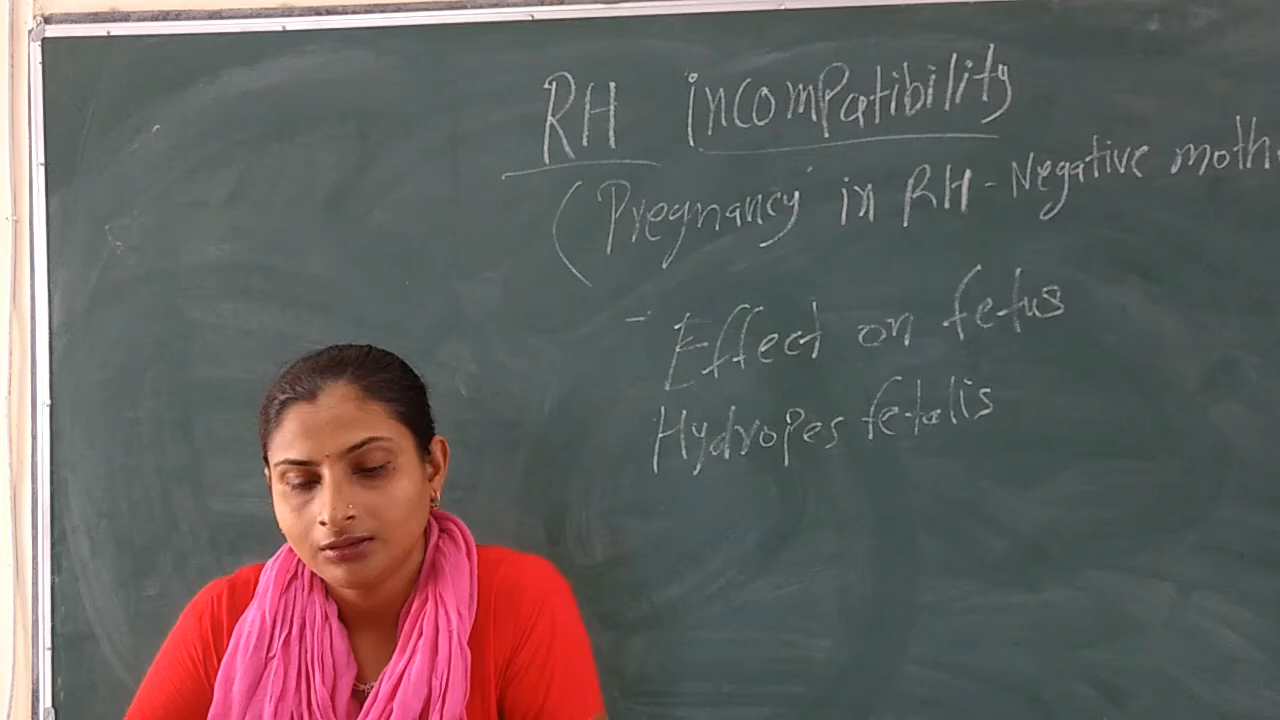 RH incompatibility
(Pregnancy in RH-Negative moth
- Effect on fetus
Hydropes fetalis